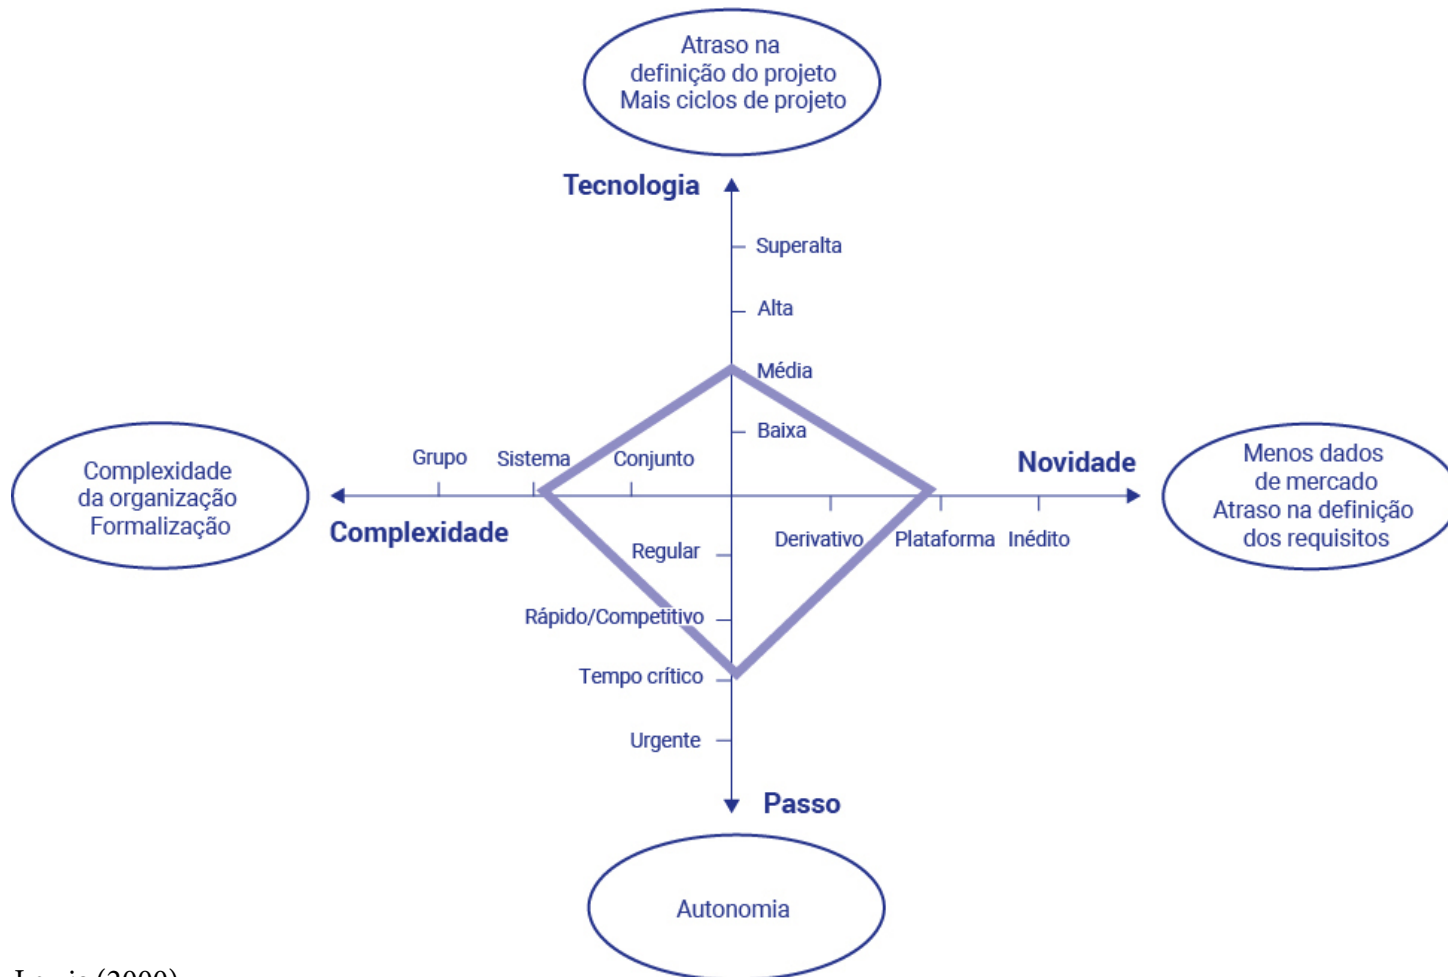 Atraso na
definição do projeto
Mais ciclos de projeto
Tecnologia
Superalta
Alta
Média
Baixa
Grupo
Sistema
Conjunto
Novidade
Complexidade
da organização
Formalização
Menos dados
de mercado
Atraso na definição
dos requisitos
Complexidade
Derivativo
Plataforma
Inédito
Regular
Rápido/Competitivo
Tempo crítico
Urgente
Passo
Autonomia
(2000)